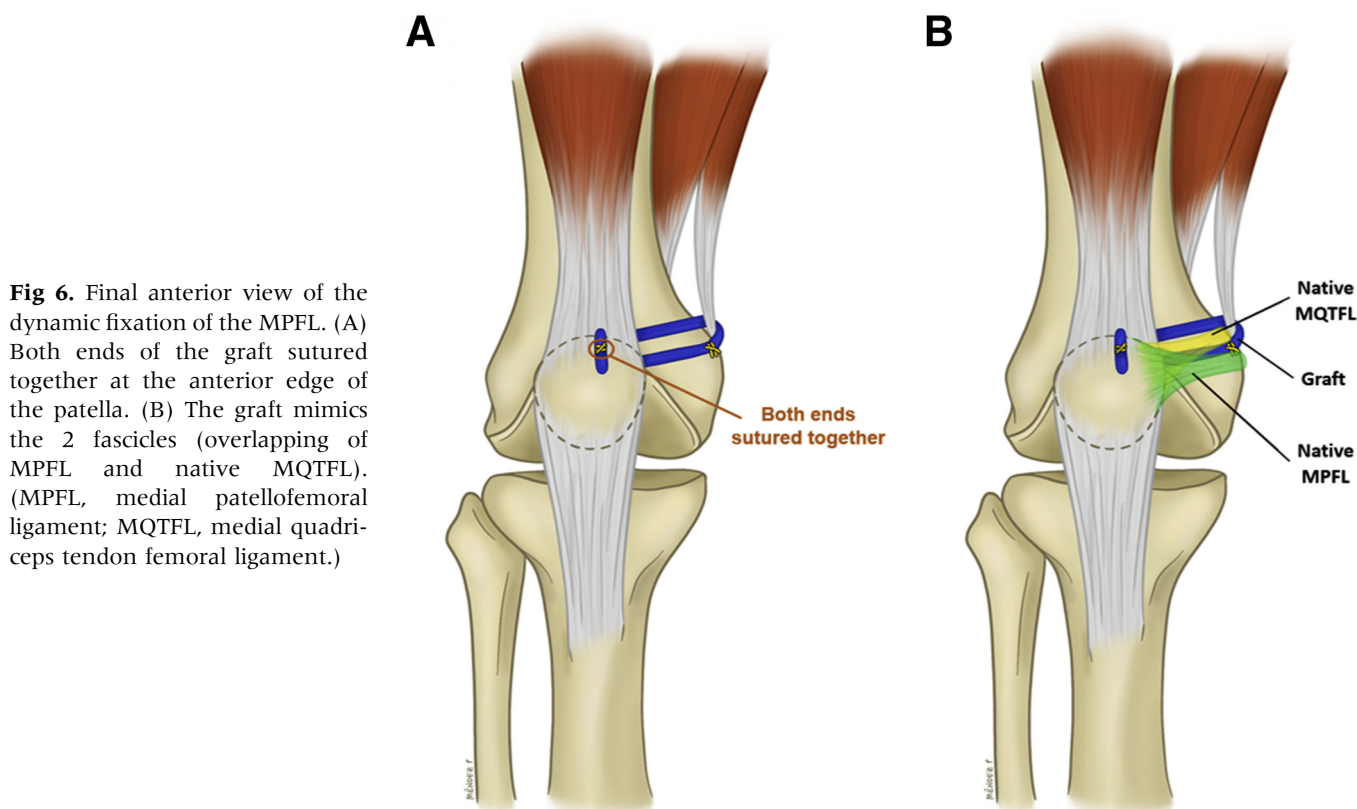 A
B
Fig 6. Final anterior view of the
dynamic fixation of the MPFL. (A)
Both ends of the graft sutured
together at the anterior edge of
the patella. (B) The graft mimics
the 2 fascicles (overlapping of
MPFL and native MQTFL).
(MPFL, medial patellofemoral
ligament; MQTFL, medial quadri-
ceps tendon femoral ligament.)
Both ends
sutured together
Native
MQTFL
Graft
Native
MPFL
MÉNDEZ P.
MÉNDEZ P.